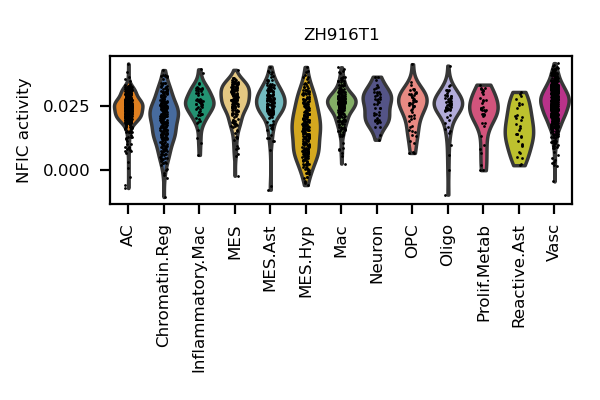 ZH916T1
NFIC activity
0.025
0.000
AC
Chromatin.Reg
Inflammatory.Mac
MES
MES.Ast
MES.Hyp
Mac
Neuron
OPC
Oligo
Prolif.Metab
Reactive.Ast
Vasc